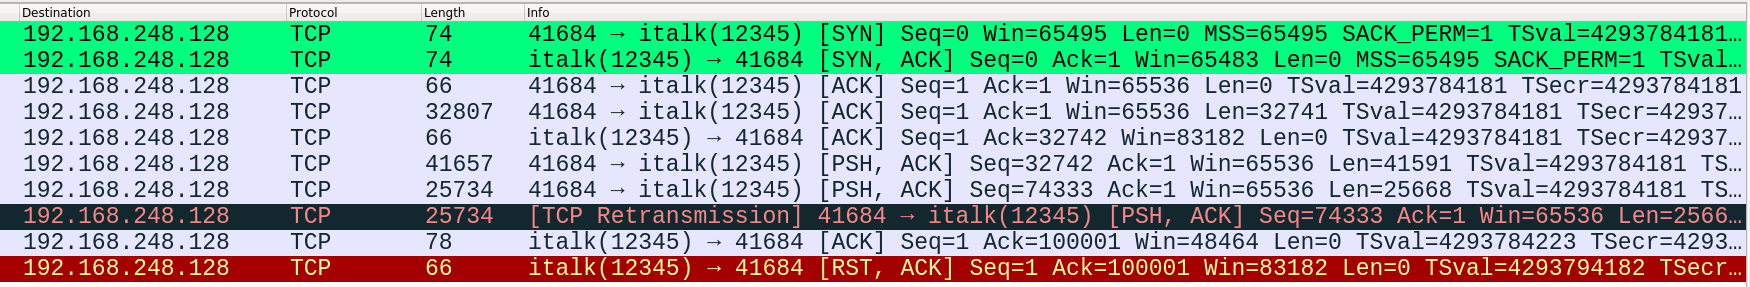 Destination Protocol Length Info
192.168.248.128 TCP 74 41684 → italk(12345) [SYN] Seq=0 Win=65495 Len=0 MSS=65495 SACK_PERM=1 TSval=4293784181…
192.168.248.128 TCP 74 italk(12345) → 41684 [SYN, ACK] Seq=0 Ack=1 Win=65483 Len=0 MSS=65495 SACK_PERM=1 TSval…
192.168.248.128 TCP 66 41684 → italk(12345) [ACK] Seq=1 Ack=1 Win=65536 Len=0 TSval=4293784181 TSecr=4293784181
192.168.248.128 TCP 32807 41684 → italk(12345) [ACK] Seq=1 Ack=1 Win=65536 Len=32741 TSval=4293784181 TSecr=42937…
192.168.248.128 TCP 66 italk(12345) → 41684 [ACK] Seq=1 Ack=32742 Win=83182 Len=0 TSval=4293784181 TSecr=42937…
192.168.248.128 TCP 41657 41684 → italk(12345) [PSH, ACK] Seq=32742 Ack=1 Win=65536 Len=41591 TSval=4293784181 TS…
192.168.248.128 TCP 25734 41684 → italk(12345) [PSH, ACK] Seq=74333 Ack=1 Win=65536 Len=25668 TSval=4293784181 TS…
192.168.248.128 TCP 25734 [TCP Retransmission] 41684 → italk(12345) [PSH, ACK] Seq=74333 Ack=1 Win=65536 Len=2566…
192.168.248.128 TCP 78 italk(12345) → 41684 [ACK] Seq=1 Ack=100001 Win=48464 Len=0 TSval=4293784223 TSecr=4293…
192.168.248.128 TCP 66 italk(12345) → 41684 [RST, ACK] Seq=1 Ack=100001 Win=83182 Len=0 TSval=4293794182 TSecr…